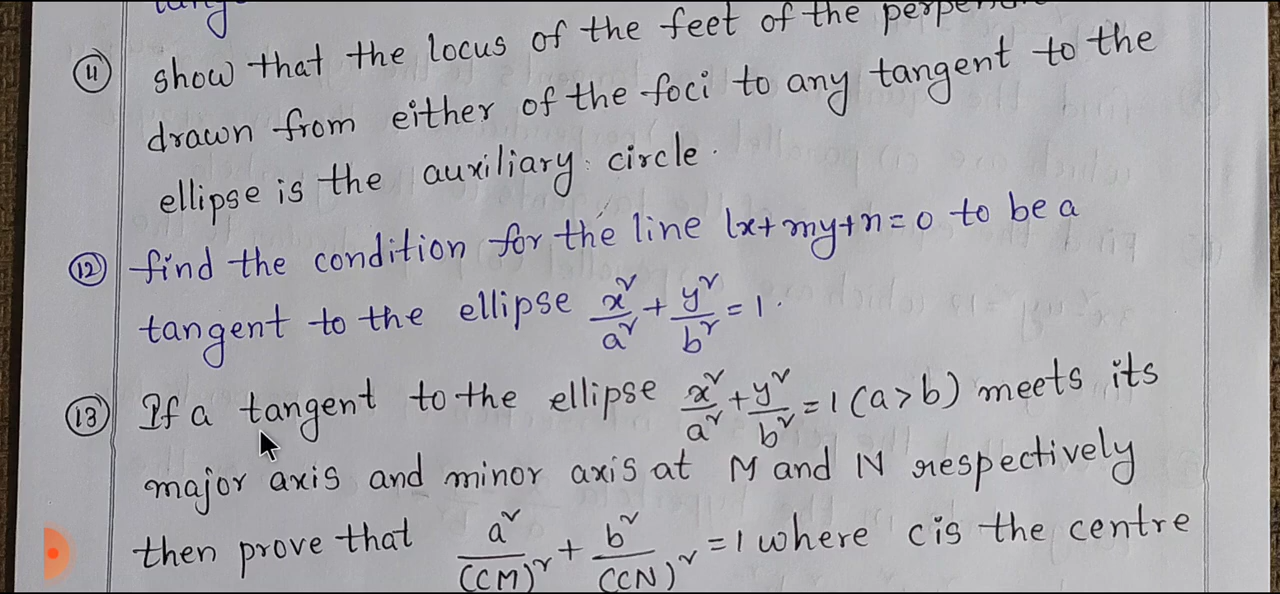 (11) show that the locus of the feet of the
drawn from either of the foci to any tangent to the
ellipse is the auxiliary circle.
(12) find the condition for the line lx+my+n=0 to be a
tangent to the ellipse x²/a² + y²/b² = 1.
(13) If a tangent to the ellipse x²/a² + y²/b² = 1 (a>b) meets its
major axis and minor axis at M and N respectively
then prove that a²/(CM)² + b²/(CN)² = 1 where c is the centre